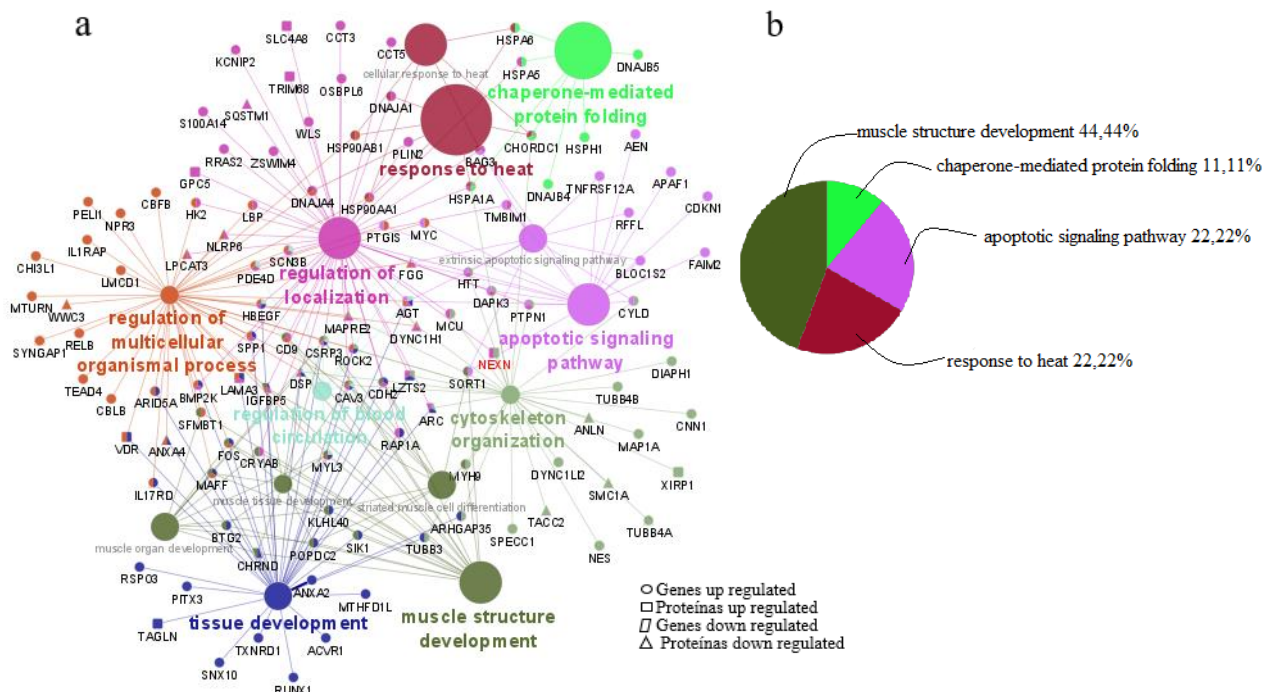 a
b
SLC4A8
CCT3
KCNIP2
CCT5
HSPA6
HSPA5
DNAJB5
cellular response to heat
TRIM68
OSBPL6
chaperone-mediated
protein folding
SQSTM1
DNAJA1
S100A14
WLS
HSP90AB1
PLIN2
CHORDC1
HSPH1
AEN
RRAS2
ZSWIM4
response to heat
BAG3
GPC5
DNAJB4
TNFRSF12A
APAF1
CBFB
HK2
LBP
DNAJA4
HSP90AA1
HSPA1A
TMBIM1
CDKN1
PELI1
NPR3
PTGIS
MYC
RFFL
IL1RAP
NLRP6
SCN3B
extrinsic apoptotic signaling pathway
BLOC1S2
FAIM2
CHI3L1
LPCAT3
PDE4D
regulation of
localization
FGG
HTT
LMCD1
DAPK3
MTURN
WWC3
HBEGF
AGT
PTPN1
CYLD
regulation of
multicellular
organismal process
MAPRE2
MCU
apoptotic signaling
pathway
SYNGAP1
RELB
SPP1
CD9
CSRP3
ROCK2
DYNC1H1
NEXN
TEAD4
LAMA3
DSP
LZTS2
SORT1
DIAPH1
CBLB
ARID5A
BMP2K
IGFBP5
CAV3
CDH2
TUBB4B
SFMBT1
regulation of blood
circulation
ARC
cytoskeleton
organization
ANLN
CNN1
VDR
ANXA4
FOS
CRYAB
RAP1A
MAP1A
MAFF
MYL3
MYH9
DYNC1LI2
XIRP1
IL17RD
muscle tissue development
striated muscle cell differentiation
SMC1A
KLHL40
ARHGAP35
TACC2
TUBB4A
muscle organ development
BTG2
SIK1
TUBB3
SPECC1
NES
CHRND
POPDC2
RSPO3
ANXA2
PITX3
MTHFD1L
tissue development
muscle structure
development
TAGLN
TXNRD1
ACVR1
SNX10
RUNX1
Genes up regulated
Proteínas up regulated
Genes down regulated
Proteínas down regulated
muscle structure development 44,44%
chaperone-mediated protein folding 11,11%
apoptotic signaling pathway 22,22%
response to heat 22,22%